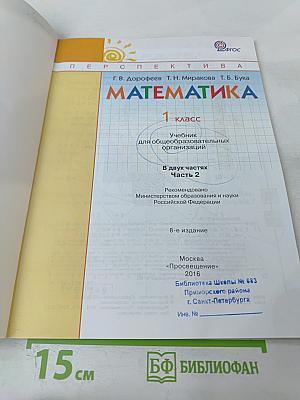 ФГОС
ПЕРСПЕКТИВА
Г. В. Дорофеев Т. Н. Миракова Т. Б. Бука
МАТЕМАТИКА
1 класс
Учебник
для общеобразовательных
организаций
В двух частях
Часть 2
Рекомендовано
Министерством образования и науки
Российской Федерации
8-е издание
Москва
«Просвещение»
2016
Библиотека Школы № 683
Приморского района
г. Санкт-Петербурга
Инв. №
15 см
БФ БИБЛИОФАН